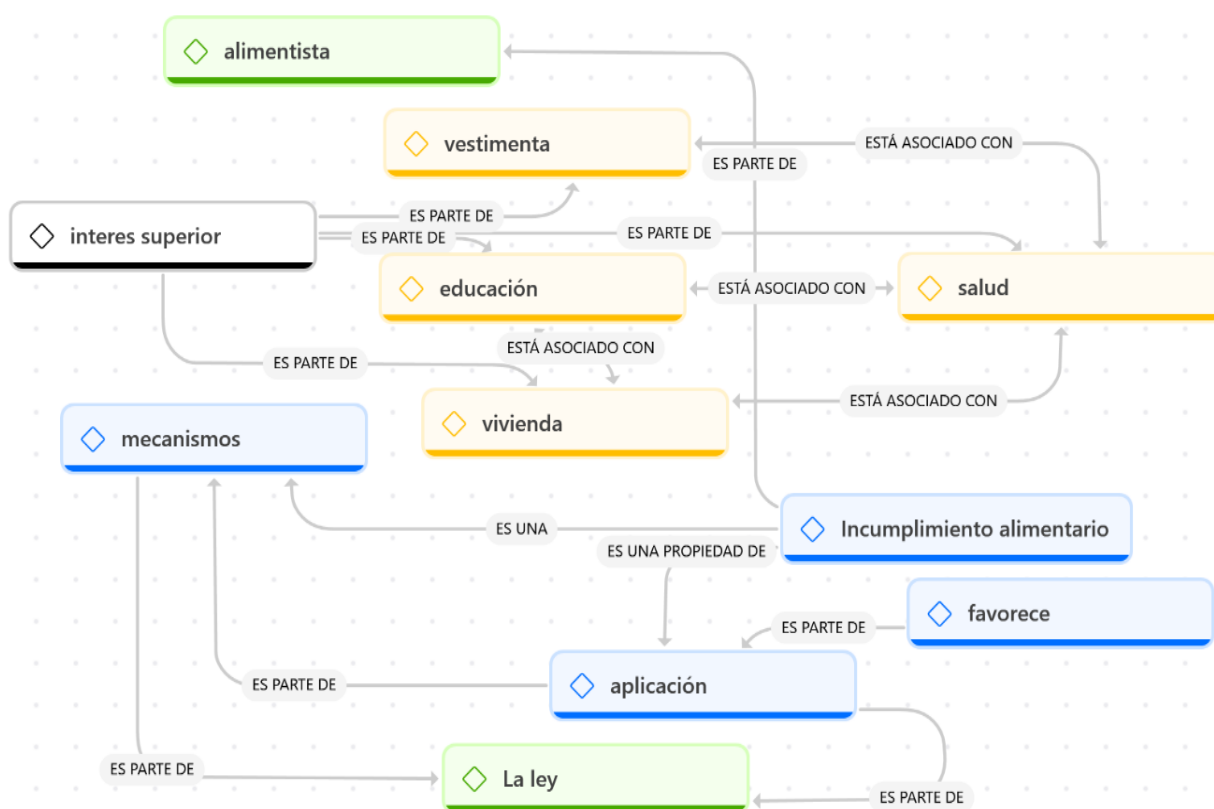 alimentista
vestimenta
ESTÁ ASOCIADO CON
ES PARTE DE
interes superior
ES PARTE DE
ES PARTE DE
ES PARTE DE
educación
ESTÁ ASOCIADO CON
salud
ESTÁ ASOCIADO CON
ES PARTE DE
ESTÁ ASOCIADO CON
vivienda
mecanismos
ES UNA
Incumplimiento alimentario
ES UNA PROPIEDAD DE
favorece
ES PARTE DE
ES PARTE DE
aplicación
ES PARTE DE
La ley
ES PARTE DE